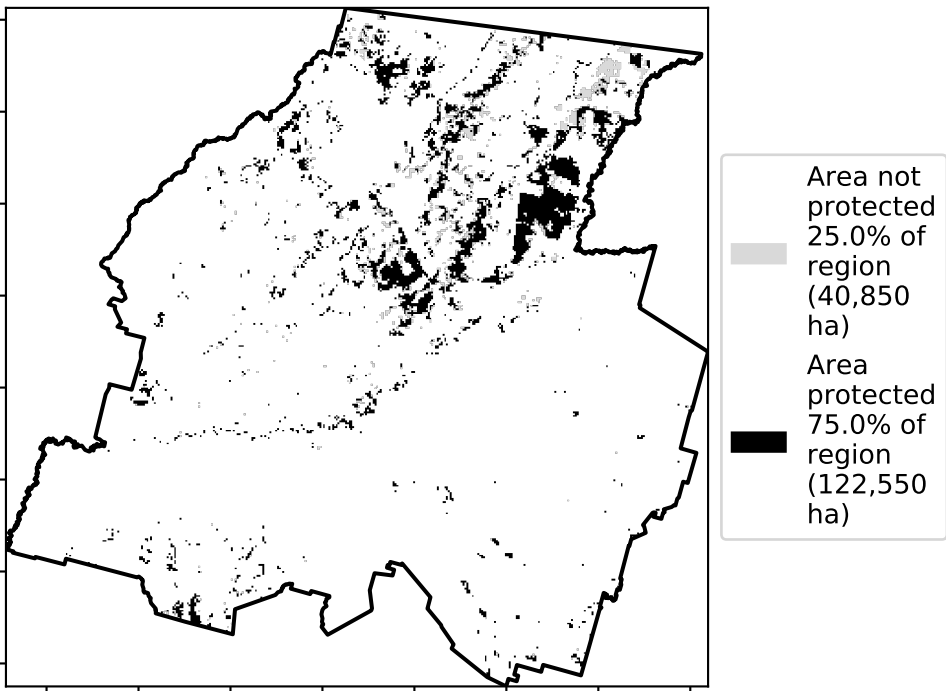 Area not
protected
25.0% of
region
(40,850
ha)
Area
protected
75.0% of
region
(122,550
ha)